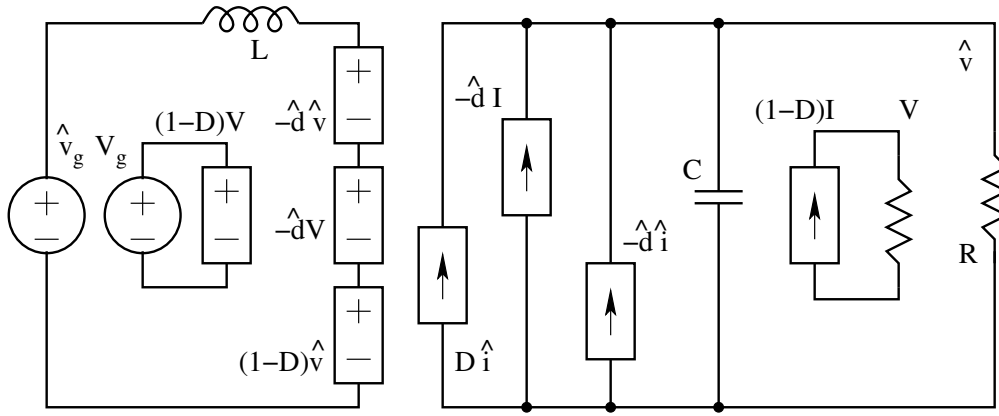 L
+
−
−d̂ v̂
(1−D)V
v̂g
Vg
+
−
+
−
+
−
+
−
−d̂V
+
−
(1−D)v̂
−d̂ I
−d̂ î
D î
C
(1−D)I
V
v̂
R